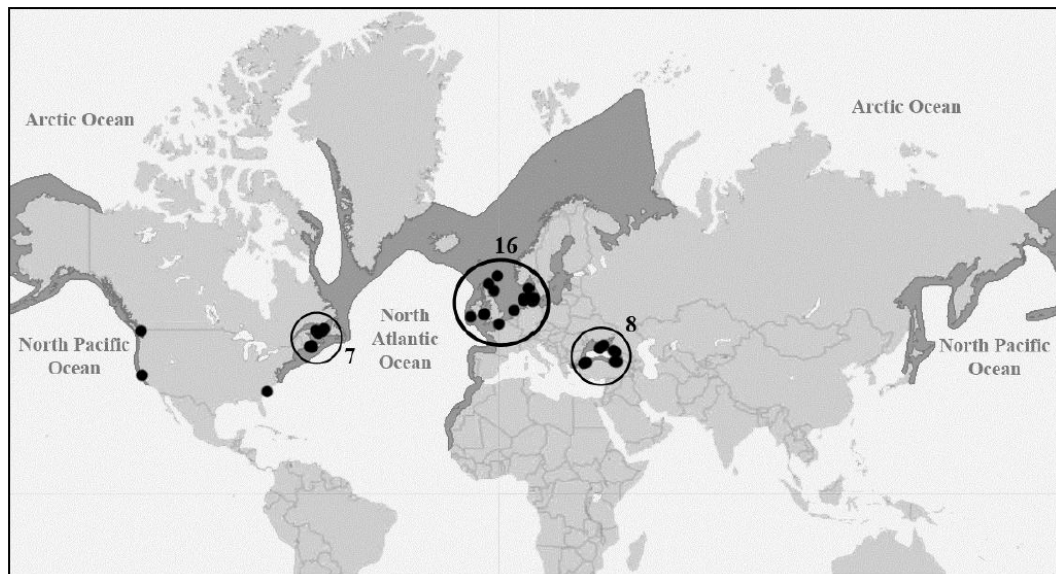 Arctic Ocean
Arctic Ocean
16
North
Atlantic
Ocean
8
7
North Pacific
Ocean
North Pacific
Ocean